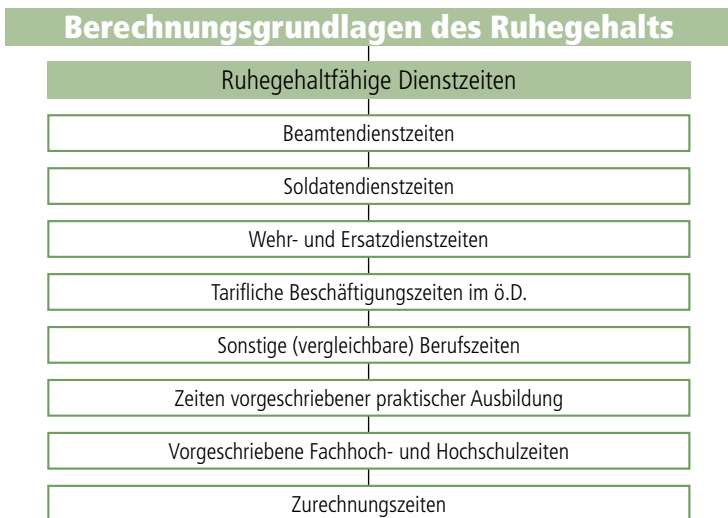 Berechnungsgrundlagen des Ruhegehalts
Ruhegehaltfähige Dienstzeiten
Beamtendienstzeiten
Soldatendienstzeiten
Wehr- und Ersatzdienstzeiten
Tarifliche Beschäftigungszeiten im ö.D.
Sonstige (vergleichbare) Berufszeiten
Zeiten vorgeschriebener praktischer Ausbildung
Vorgeschriebene Fachhoch- und Hochschulzeiten
Zurechnungszeiten